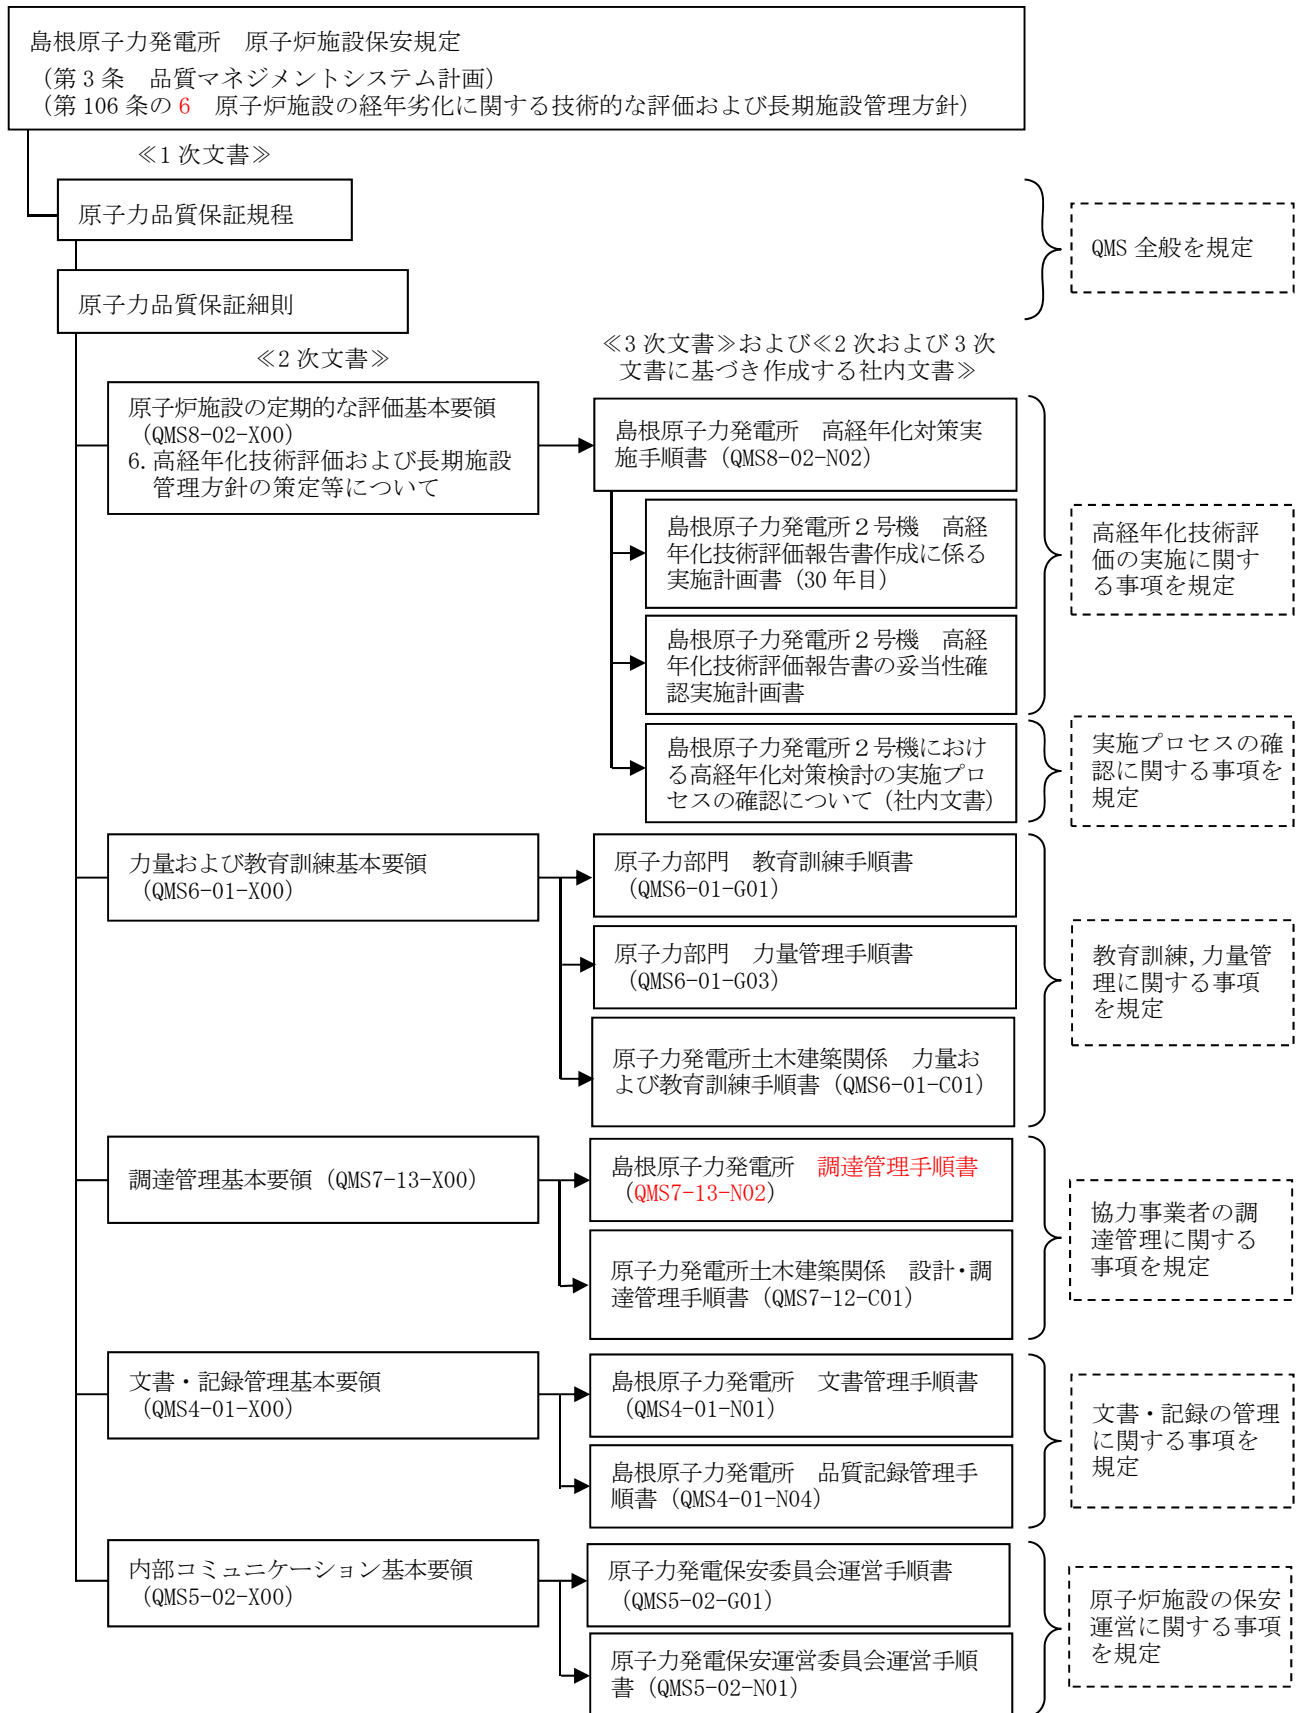 島根原子力発電所　原子炉施設保安規定
（第 3 条　品質マネジメントシステム計画）
（第 106 条の 6　原子炉施設の経年劣化に関する技術的な評価および長期施設管理方針）
≪1 次文書≫
原子力品質保証規程
QMS 全般を規定
原子力品質保証細則
≪2 次文書≫
≪3 次文書≫および≪2 次および 3 次
文書に基づき作成する社内文書≫
原子炉施設の定期的な評価基本要領
（QMS8-02-X00）
6. 高経年化技術評価および長期施設
管理方針の策定等について
島根原子力発電所　高経年化対策実
施手順書（QMS8-02-N02）
島根原子力発電所２号機　高経
年化技術評価報告書作成に係る
実施計画書（30 年目）
高経年化技術評
価の実施に関す
る事項を規定
島根原子力発電所２号機　高経
年化技術評価報告書の妥当性確
認実施計画書
島根原子力発電所２号機におけ
る高経年化対策検討の実施プロ
セスの確認について（社内文書）
実施プロセスの確
認に関する事項を
規定
力量および教育訓練基本要領
（QMS6-01-X00）
原子力部門　教育訓練手順書
（QMS6-01-G01）
原子力部門　力量管理手順書
（QMS6-01-G03）
教育訓練,力量管
理に関する事項
を規定
原子力発電所土木建築関係　力量お
よび教育訓練手順書（QMS6-01-C01）
調達管理基本要領（QMS7-13-X00）
島根原子力発電所　調達管理手順書
（QMS7-13-N02）
協力事業者の調
達管理に関する
事項を規定
原子力発電所土木建築関係　設計・調
達管理手順書（QMS7-12-C01）
文書・記録管理基本要領
（QMS4-01-X00）
島根原子力発電所　文書管理手順書
（QMS4-01-N01）
文書・記録の管理
に関する事項を
規定
島根原子力発電所　品質記録管理手
順書（QMS4-01-N04）
内部コミュニケーション基本要領
（QMS5-02-X00）
原子力発電保安委員会運営手順書
（QMS5-02-G01）
原子炉施設の保安
運営に関する事項
を規定
原子力発電保安運営委員会運営手順
書（QMS5-02-N01）